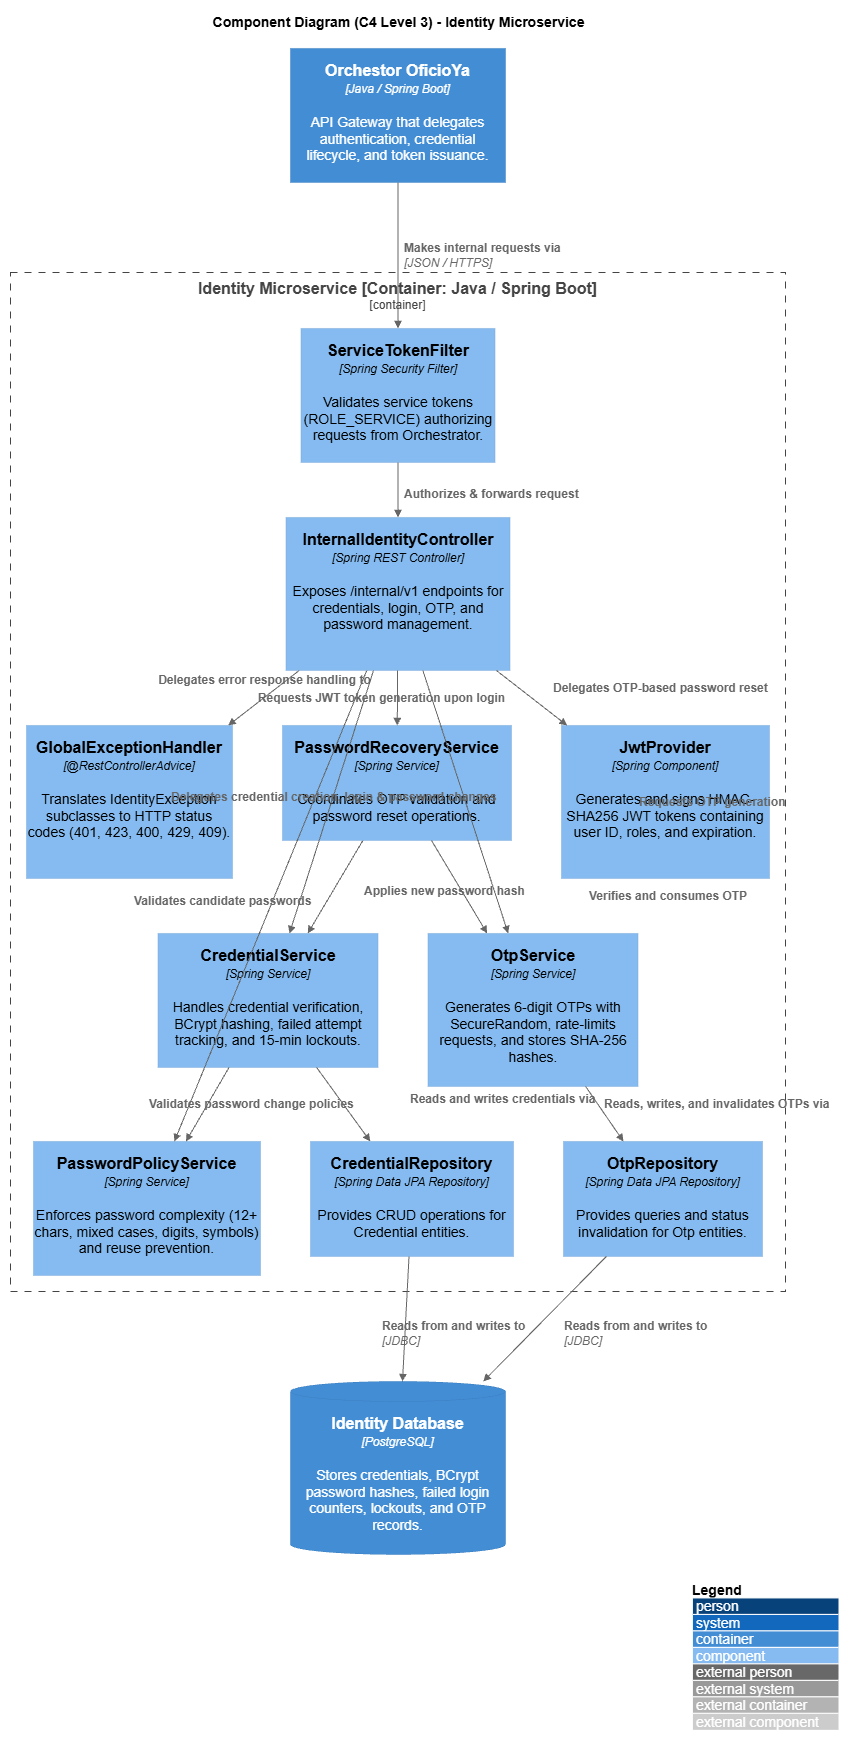 Component Diagram (C4 Level 3) - Identity Microservice
Orchestor OficioYa
[Java / Spring Boot]
API Gateway that delegates
authentication, credential
lifecycle, and token issuance.
Makes internal requests via
[JSON / HTTPS]
Identity Microservice [Container: Java / Spring Boot]
[container]
ServiceTokenFilter
[Spring Security Filter]
Validates service tokens
(ROLE_SERVICE) authorizing
requests from Orchestrator.
Authorizes & forwards request
InternalIdentityController
[Spring REST Controller]
Exposes /internal/v1 endpoints for
credentials, login, OTP, and
password management.
Delegates error response handling to
Requests JWT token generation upon login
Delegates OTP-based password reset
GlobalExceptionHandler
[@RestControllerAdvice]
Translates IdentityException
subclasses to HTTP status
codes (401, 423, 400, 429, 409).
PasswordRecoveryService
[Spring Service]
Coordinates OTP validation and
password reset operations.
JwtProvider
[Spring Component]
Generates and signs HMAC-
SHA256 JWT tokens containing
user ID, roles, and expiration.
Delegates credential creation, login & password changes
Requests OTP generation
Validates candidate passwords
Applies new password hash
Verifies and consumes OTP
CredentialService
[Spring Service]
Handles credential verification,
BCrypt hashing, failed attempt
tracking, and 15-min lockouts.
OtpService
[Spring Service]
Generates 6-digit OTPs with
SecureRandom, rate-limits
requests, and stores SHA-256
hashes.
Validates password change policies
Reads and writes credentials via
Reads, writes, and invalidates OTPs via
PasswordPolicyService
[Spring Service]
Enforces password complexity (12+
chars, mixed cases, digits, symbols)
and reuse prevention.
CredentialRepository
[Spring Data JPA Repository]
Provides CRUD operations for
Credential entities.
OtpRepository
[Spring Data JPA Repository]
Provides queries and status
invalidation for Otp entities.
Reads from and writes to
[JDBC]
Reads from and writes to
[JDBC]
Identity Database
[PostgreSQL]
Stores credentials, BCrypt
password hashes, failed login
counters, lockouts, and OTP
records.
Legend
person
system
container
component
external person
external system
external container
external component